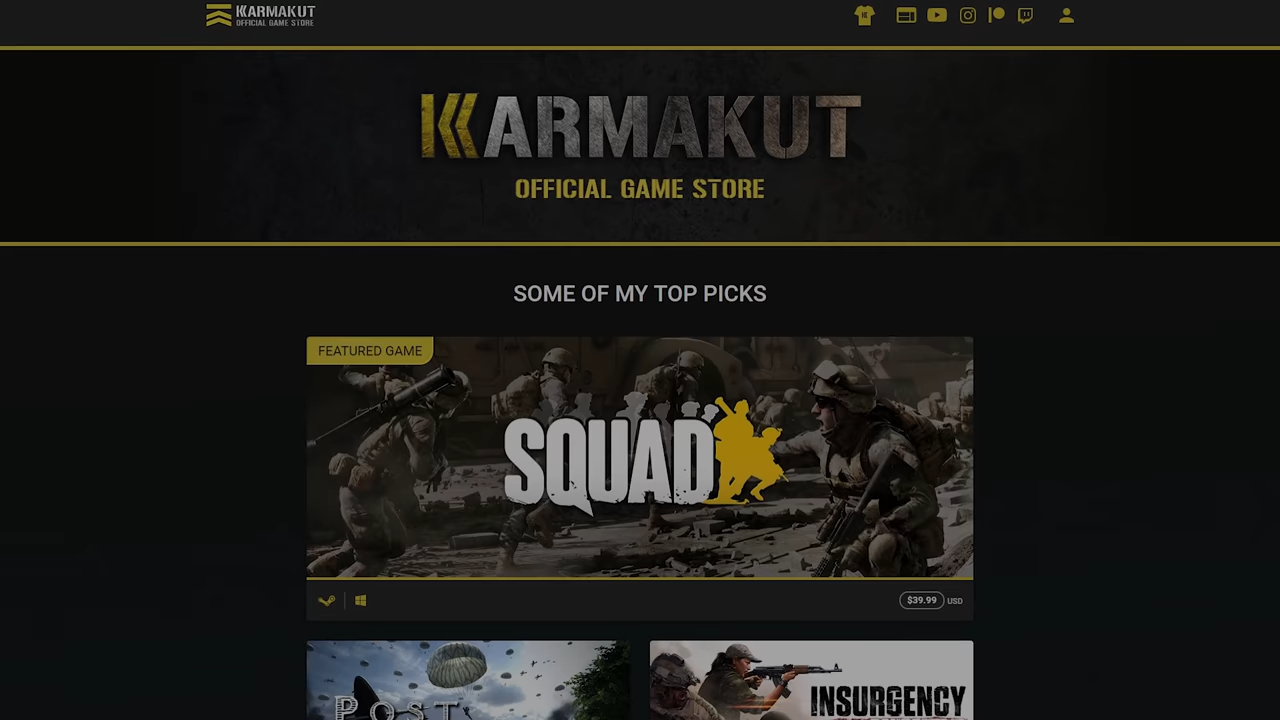 KARMAKUT
OFFICIAL GAME STORE
KARMAKUT
OFFICIAL GAME STORE
SOME OF MY TOP PICKS
FEATURED GAME
SQUAD
$39.99 USD
POST
INSURGENCY